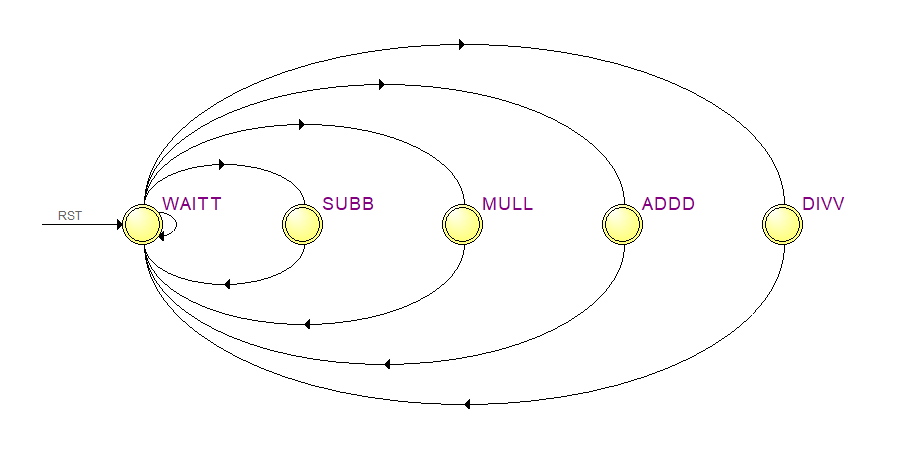 WAITT
SUBB
MULL
ADDD
DIVV
RST